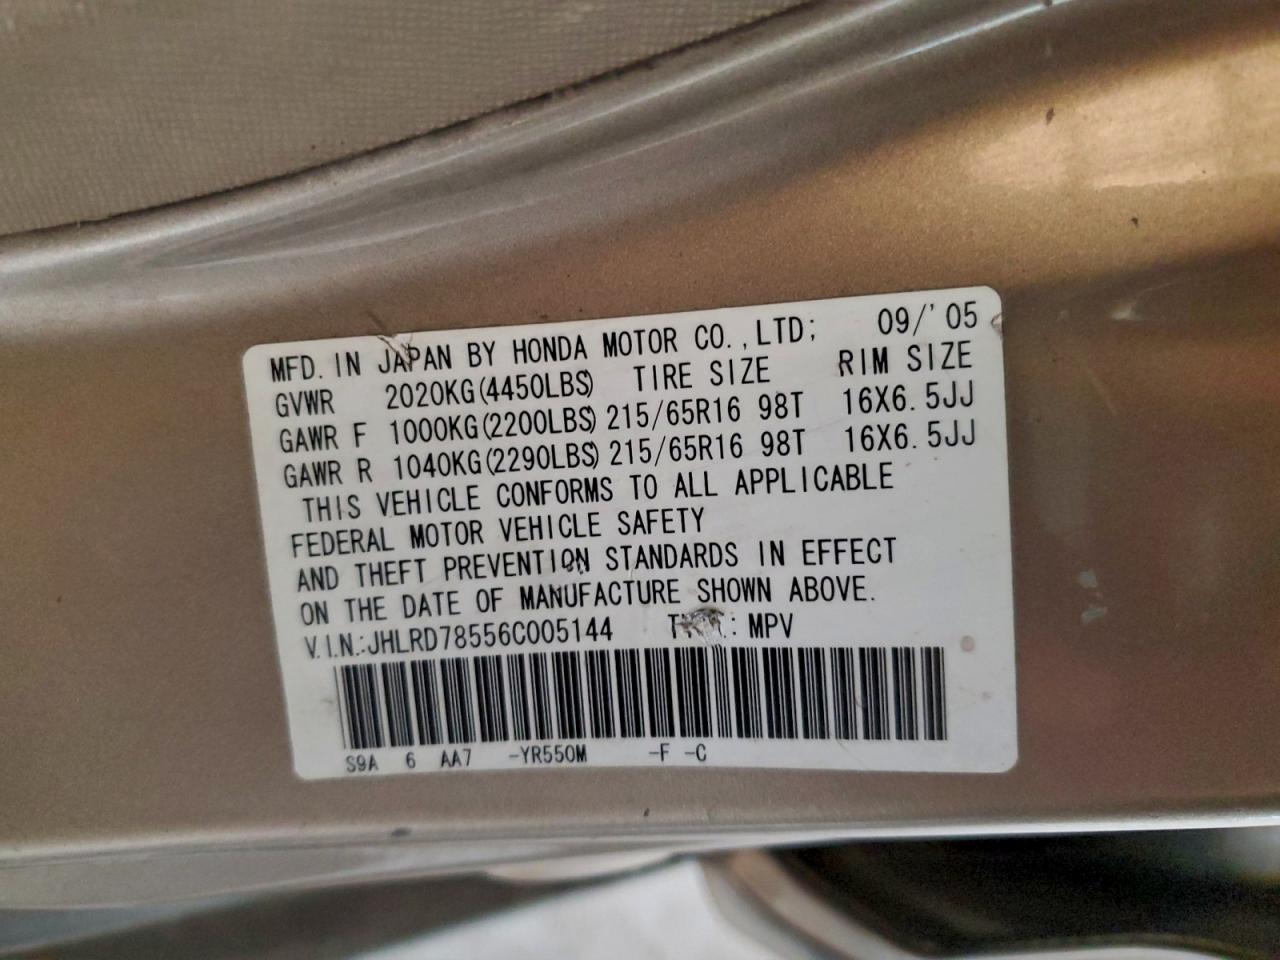 MFD. IN JAPAN BY HONDA MOTOR CO., LTD; 09/'05
GVWR 2020KG(4450LBS) TIRE SIZE RIM SIZE
GAWR F 1000KG(2200LBS) 215/65R16 98T 16X6.5JJ
GAWR R 1040KG(2290LBS) 215/65R16 98T 16X6.5JJ
THIS VEHICLE CONFORMS TO ALL APPLICABLE
FEDERAL MOTOR VEHICLE SAFETY
AND THEFT PREVENTION STANDARDS IN EFFECT
ON THE DATE OF MANUFACTURE SHOWN ABOVE.
V.I.N.:JHLRD78556C005144 : MPV
S9A 6 AA7 -YR550M -F -C